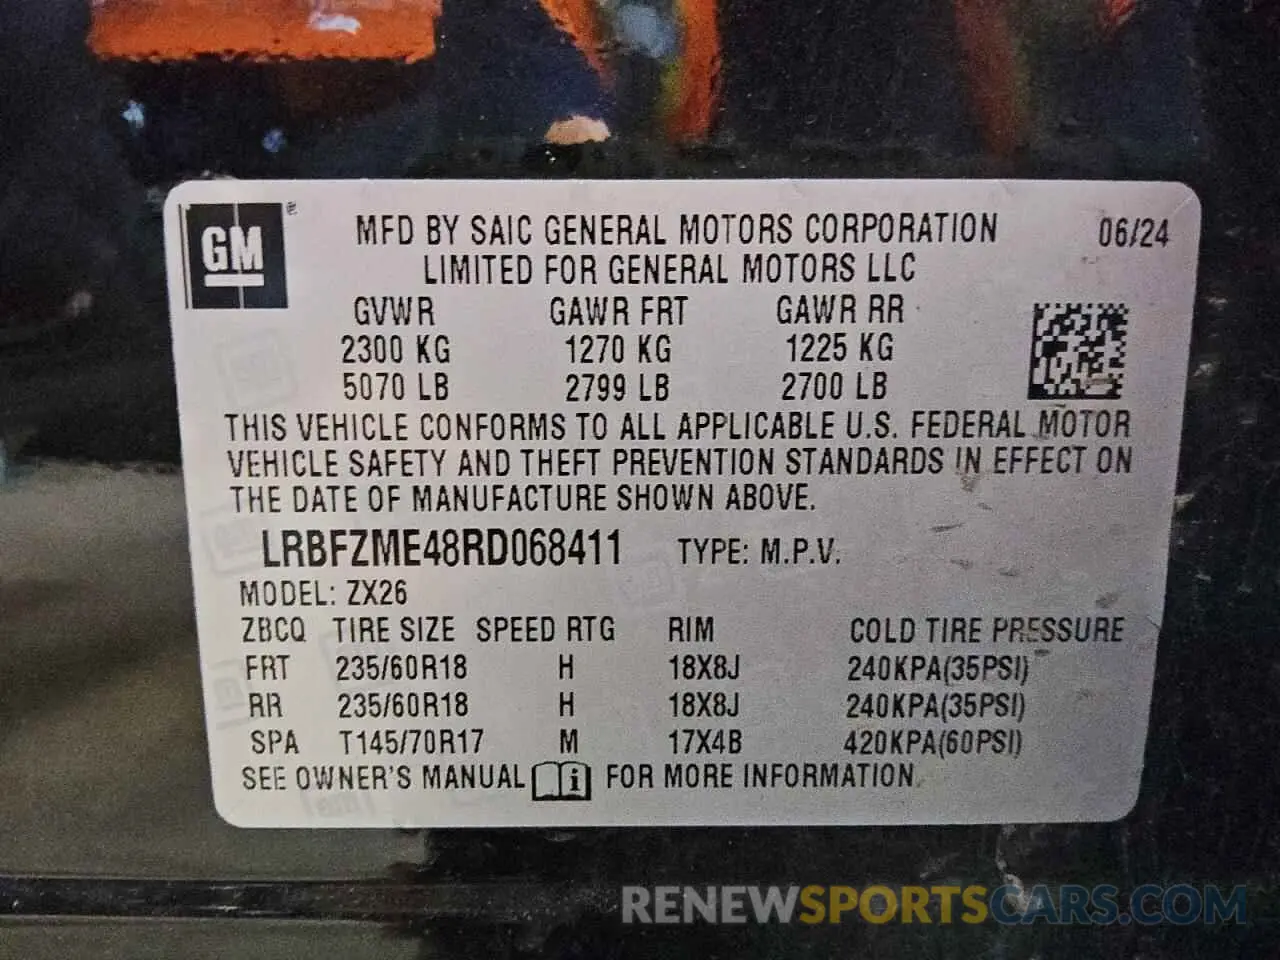 GM
®
MFD BY SAIC GENERAL MOTORS CORPORATION
LIMITED FOR GENERAL MOTORS LLC
06/24
GVWR GAWR FRT GAWR RR
2300 KG 1270 KG 1225 KG
5070 LB 2799 LB 2700 LB
THIS VEHICLE CONFORMS TO ALL APPLICABLE U.S. FEDERAL MOTOR
VEHICLE SAFETY AND THEFT PREVENTION STANDARDS IN EFFECT ON
THE DATE OF MANUFACTURE SHOWN ABOVE.
LRBFZME48RD068411 TYPE: M.P.V.
MODEL: ZX26
ZBCQ TIRE SIZE SPEED RTG RIM COLD TIRE PRESSURE
FRT 235/60R18 H 18X8J 240KPA(35PSI)
RR 235/60R18 H 18X8J 240KPA(35PSI)
SPA T145/70R17 M 17X4B 420KPA(60PSI)
SEE OWNER'S MANUAL i FOR MORE INFORMATION.
RENEWSPORTSCARS.COM